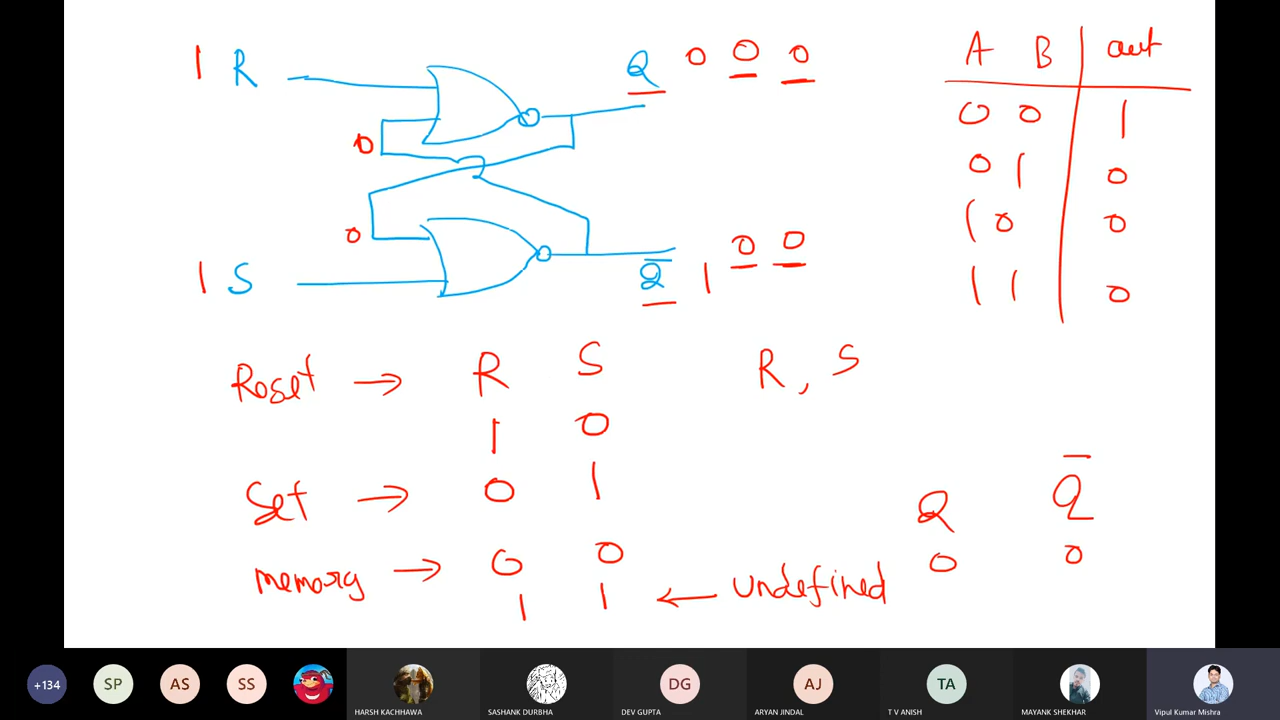 1 R Q 0 0 0
0
0
1 S Q̅ 1 0 0
A B out
0 0 1
0 1 0
1 0 0
1 1 0
Reset → R S R, S
1 0
Set → 0 1
memory → 0 0
1 1 ← Undefined
Q Q̅
0 0
+134 SP AS SS DG AJ TA
HARSH KACHHAWA SASHANK DURBHA DEV GUPTA ARYAN JINDAL T V ANISH MAYANK SHEKHAR Vipul Kumar Mishra